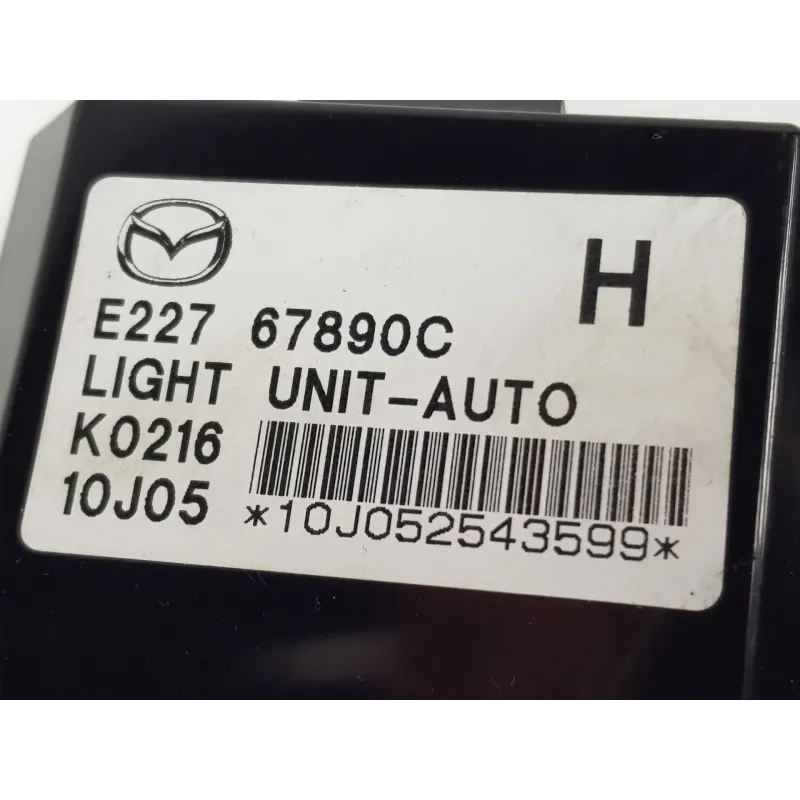 H
E227 67890C
LIGHT UNIT-AUTO
K0216
10J05
*10J052543599*